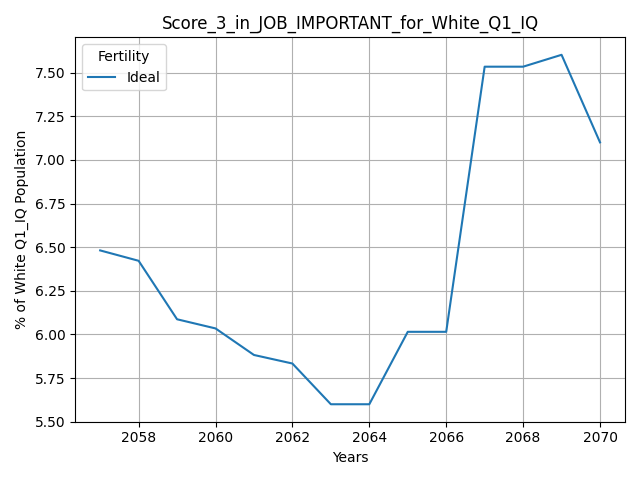 Score_3_in_JOB_IMPORTANT_for_White_Q1_IQ
Fertility
Ideal
% of White Q1_IQ Population
7.50
7.25
7.00
6.75
6.50
6.25
6.00
5.75
5.50
2058 2060 2062 2064 2066 2068 2070
Years